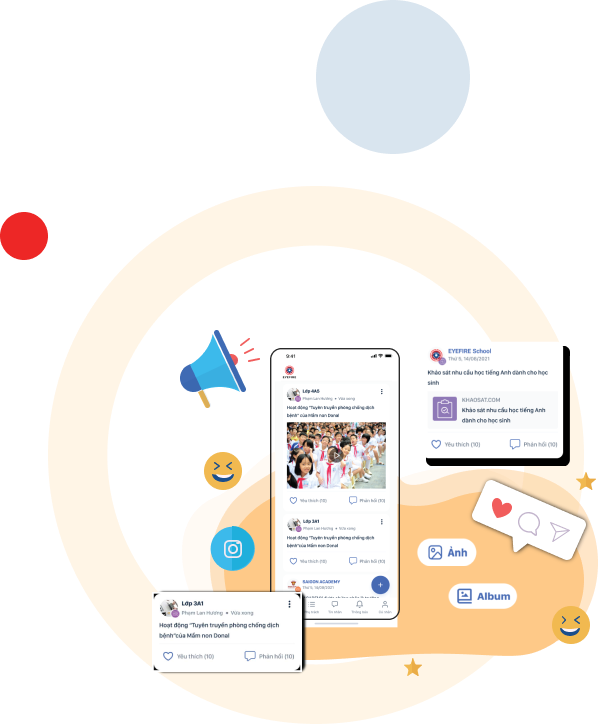 EYEFIRE School
Thứ 5, 14/08/2021
Khảo sát nhu cầu học tiếng Anh dành cho học
sinh
KHAOSAT.COM
Khảo sát nhu cầu học tiếng Anh
dành cho học sinh
Yêu thích (10)
Phản hồi (10)
9:41
EYEFIRE
Lớp 4A5
Phạm Lan Hương • Vừa xong
Hoạt động "Tuyên truyền phòng chống dịch
bệnh" của Mầm non Donal
Yêu thích (10)
Phản hồi (10)
Lớp 3A1
Phạm Lan Hương • Vừa xong
Hoạt động "Tuyên truyền phòng chống dịch
bệnh" của Mầm non Donal
Yêu thích (10)
Phản hồi (10)
SAIGON ACADEMY
Thứ 5, 14/08/2021
Tin nhắn
Thông báo
Cá nhân
Ảnh
Album
Lớp 3A1
Phạm Lan Hương • Vừa xong
Hoạt động "Tuyên truyền phòng chống dịch
bệnh"của Mầm non Donal
Yêu thích (10)
Phản hồi (10)